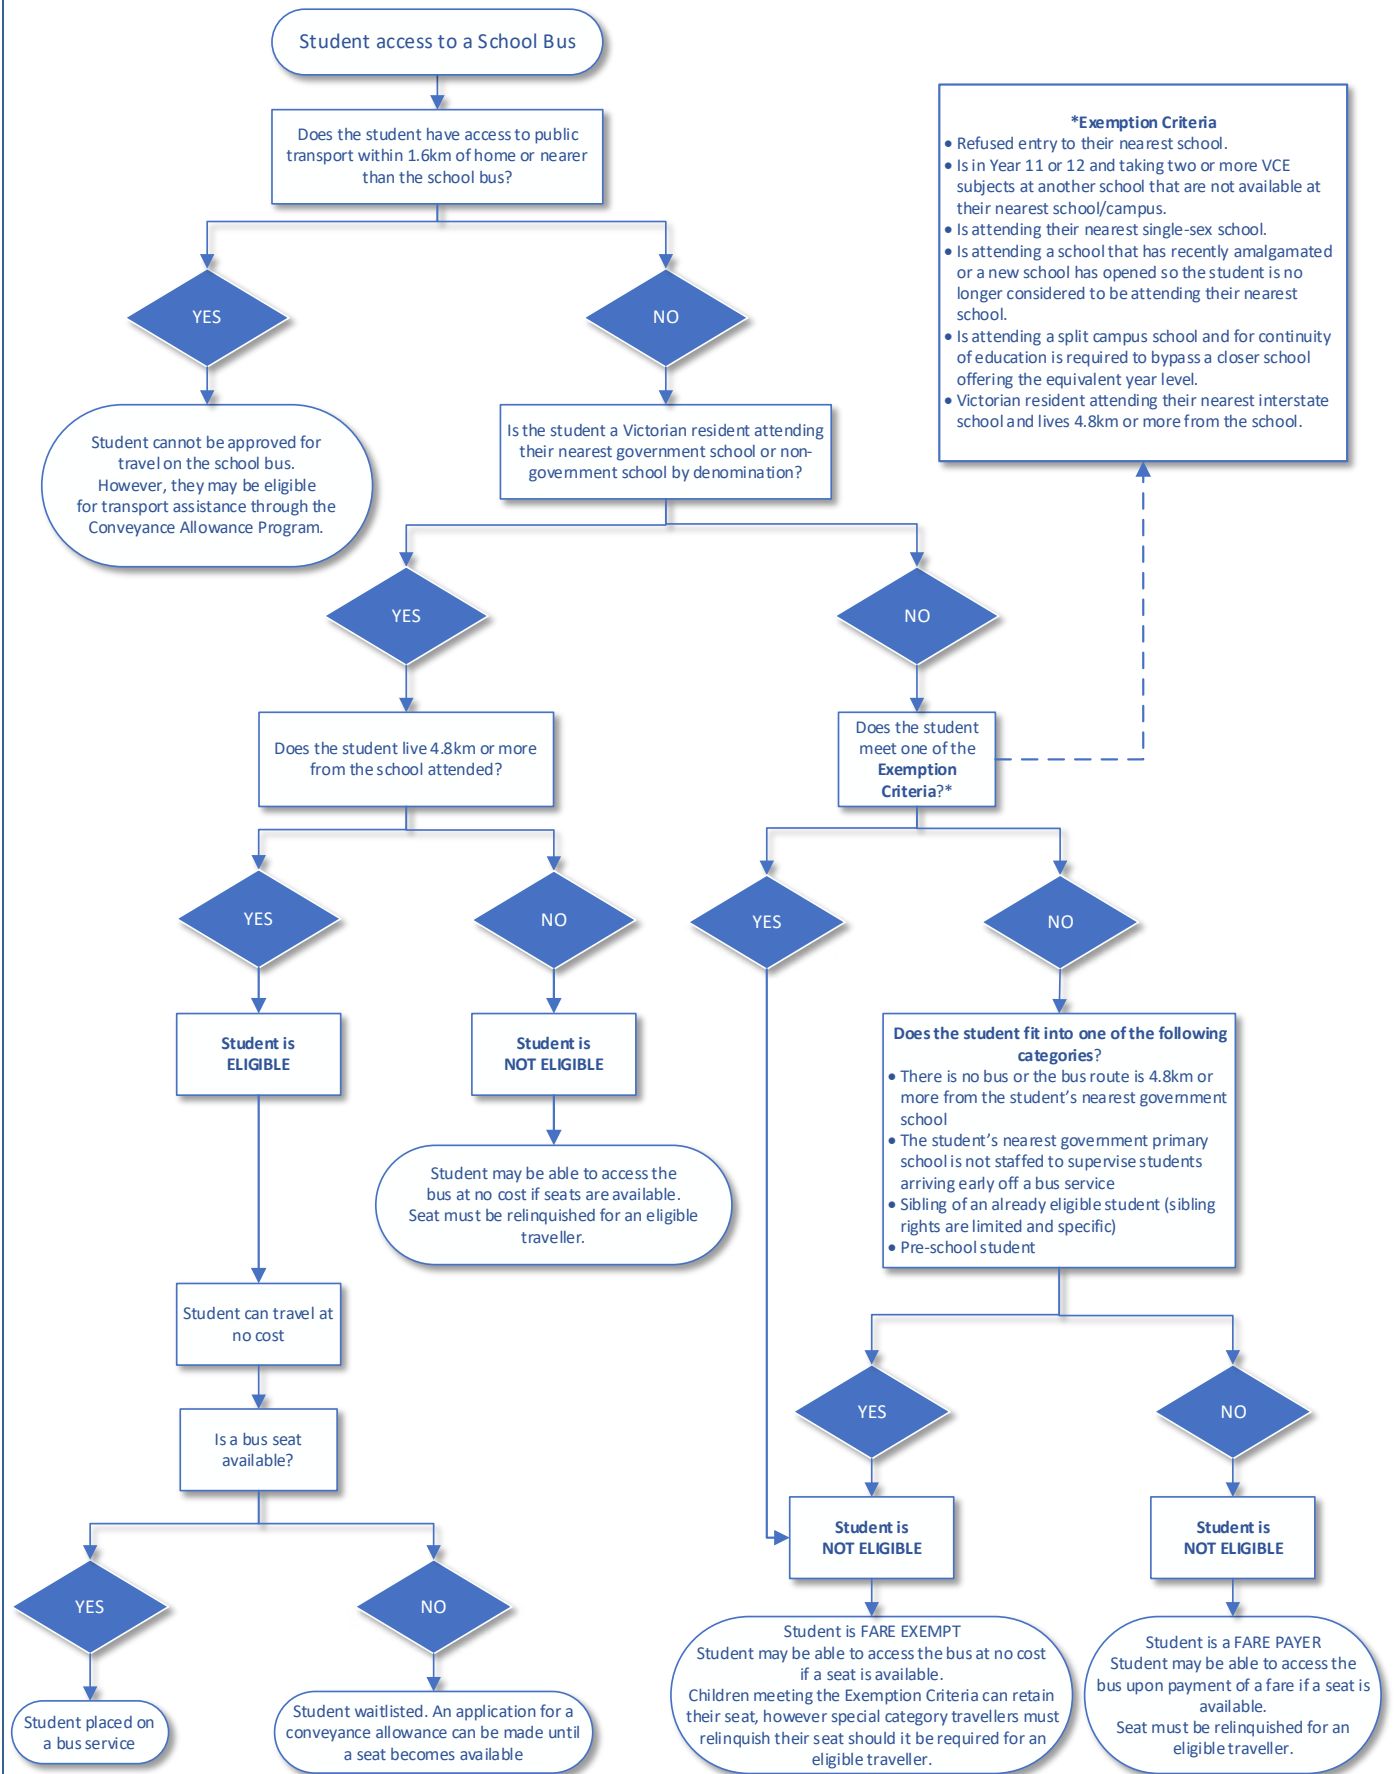 Student access to a School Bus
Does the student have access to public
transport within 1.6km of home or nearer
than the school bus?
*Exemption Criteria
• Refused entry to their nearest school.
• Is in Year 11 or 12 and taking two or more VCE
subjects at another school that are not available at
their nearest school/campus.
• Is attending their nearest single-sex school.
• Is attending a school that has recently amalgamated
or a new school has opened so the student is no
longer considered to be attending their nearest
school.
• Is attending a split campus school and for continuity
of education is required to bypass a closer school
offering the equivalent year level.
• Victorian resident attending their nearest interstate
school and lives 4.8km or more from the school.
YES
NO
Student cannot be approved for
travel on the school bus.
However, they may be eligible
for transport assistance through the
Conveyance Allowance Program.
Is the student a Victorian resident attending
their nearest government school or non-
government school by denomination?
YES
NO
Does the student live 4.8km or more
from the school attended?
Does the student
meet one of the
Exemption
Criteria?*
YES
NO
YES
NO
Student is
ELIGIBLE
Student is
NOT ELIGIBLE
Does the student fit into one of the following
categories?
• There is no bus or the bus route is 4.8km or
more from the student's nearest government
school
• The student's nearest government primary
school is not staffed to supervise students
arriving early off a bus service
• Sibling of an already eligible student (sibling
rights are limited and specific)
• Pre-school student
Student may be able to access the
bus at no cost if seats are available.
Seat must be relinquished for an eligible
traveller.
Student can travel at
no cost
Is a bus seat
available?
YES
NO
Student is
NOT ELIGIBLE
Student is
NOT ELIGIBLE
YES
NO
Student placed on
a bus service
Student waitlisted. An application for a
conveyance allowance can be made until
a seat becomes available
Student is FARE EXEMPT
Student may be able to access the bus at no cost
if a seat is available.
Children meeting the Exemption Criteria can retain
their seat, however special category travellers must
relinquish their seat should it be required for an
eligible traveller.
Student is a FARE PAYER
Student may be able to access the
bus upon payment of a fare if a seat is
available.
Seat must be relinquished for an
eligible traveller.